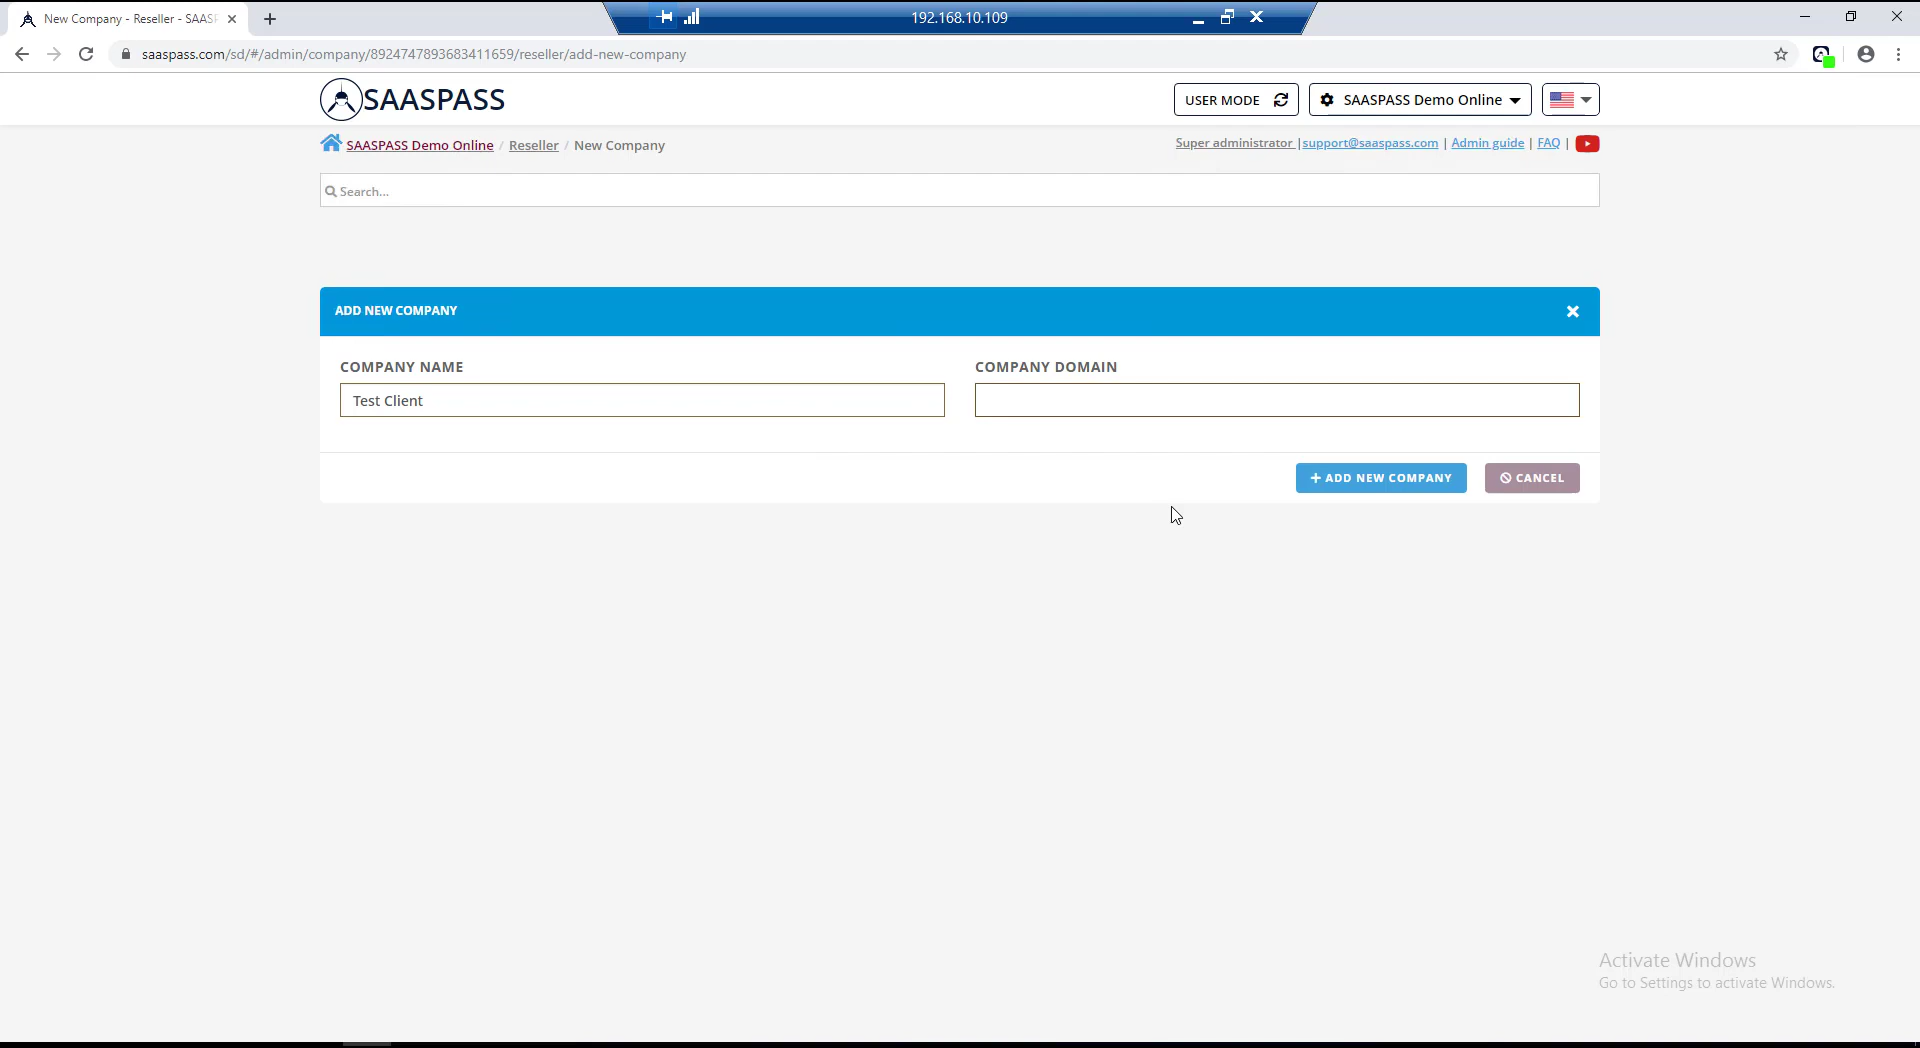 New Company - Reseller - SAASP
192.168.10.109
saaspass.com/sd/#/admin/company/8924747893683411659/reseller/add-new-company
SAASPASS
USER MODE
SAASPASS Demo Online
SAASPASS Demo Online / Reseller / New Company
Super administrator |support@saaspass.com | Admin guide | FAQ |
Search...
ADD NEW COMPANY
COMPANY NAME
COMPANY DOMAIN
Test Client
ADD NEW COMPANY
CANCEL
Activate Windows
Go to Settings to activate Windows.